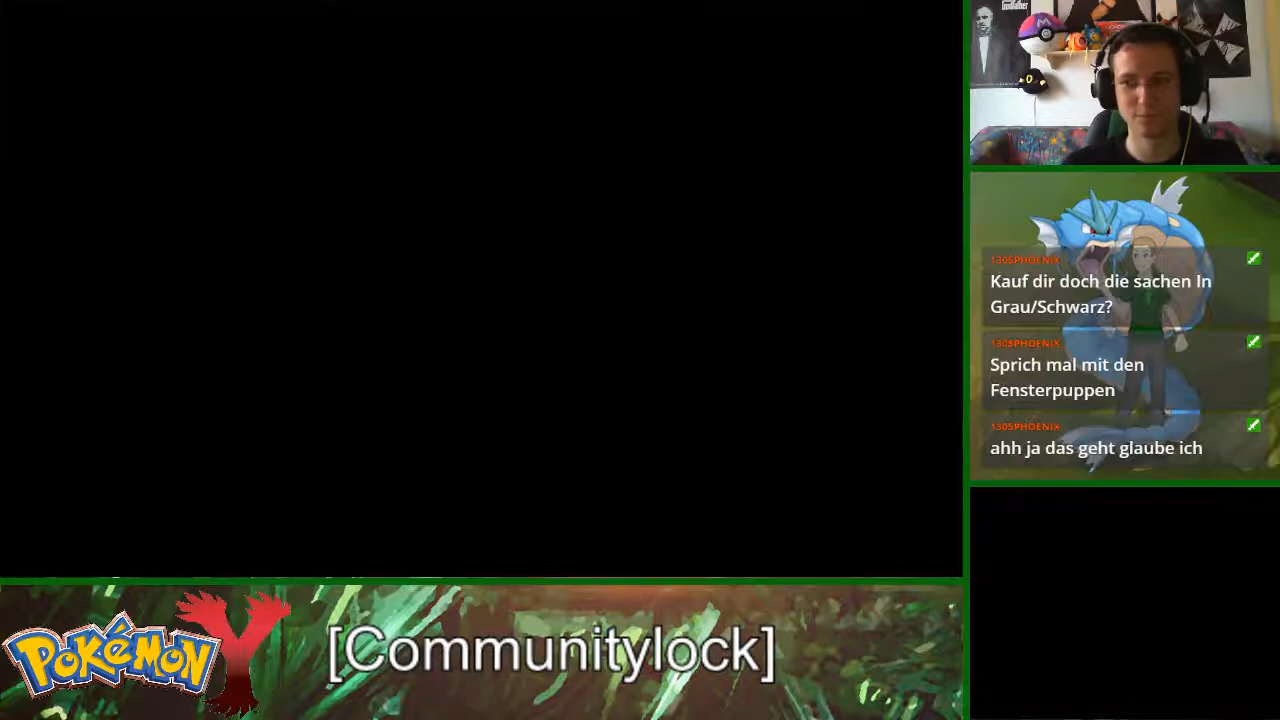 Godfather
1305PHOENIX
Kauf dir doch die sachen In
Grau/Schwarz?
1305PHOENIX
Sprich mal mit den
Fensterpuppen
1305PHOENIX
ahh ja das geht glaube ich
POKéMON Y
[Communitylock]